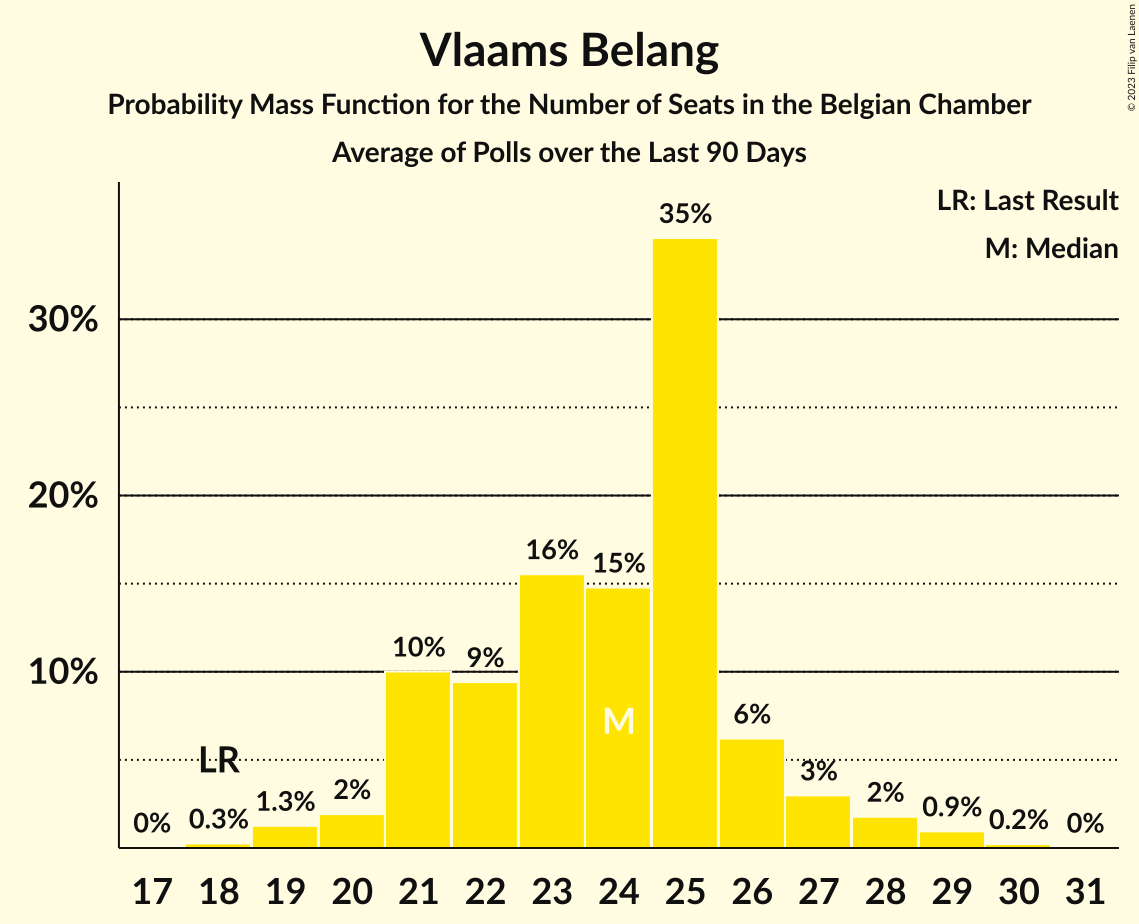 Vlaams Belang
Probability Mass Function for the Number of Seats in the Belgian Chamber
Average of Polls over the Last 90 Days
© 2023 Filip van Laenen
LR: Last Result
M: Median
35%
30%
20%
16%
15%
10%
10%
9%
6%
M
LR
3%
2%
2%
1.3%
0.9%
0.3%
0.2%
0%
0%
17 18 19 20 21 22 23 24 25 26 27 28 29 30 31